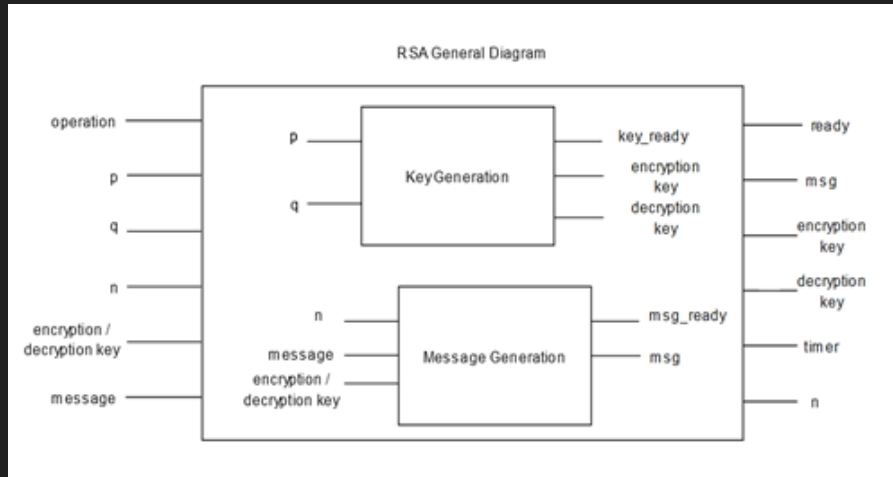 RSA General Diagram
operation
p
q
n
encryption /
decryption key
message
p
q
KeyGeneration
key_ready
encryption
key
decryption
key
n
message
encryption /
decryption key
Message Generation
msg_ready
msg
ready
msg
encryption
key
decryption
key
timer
n